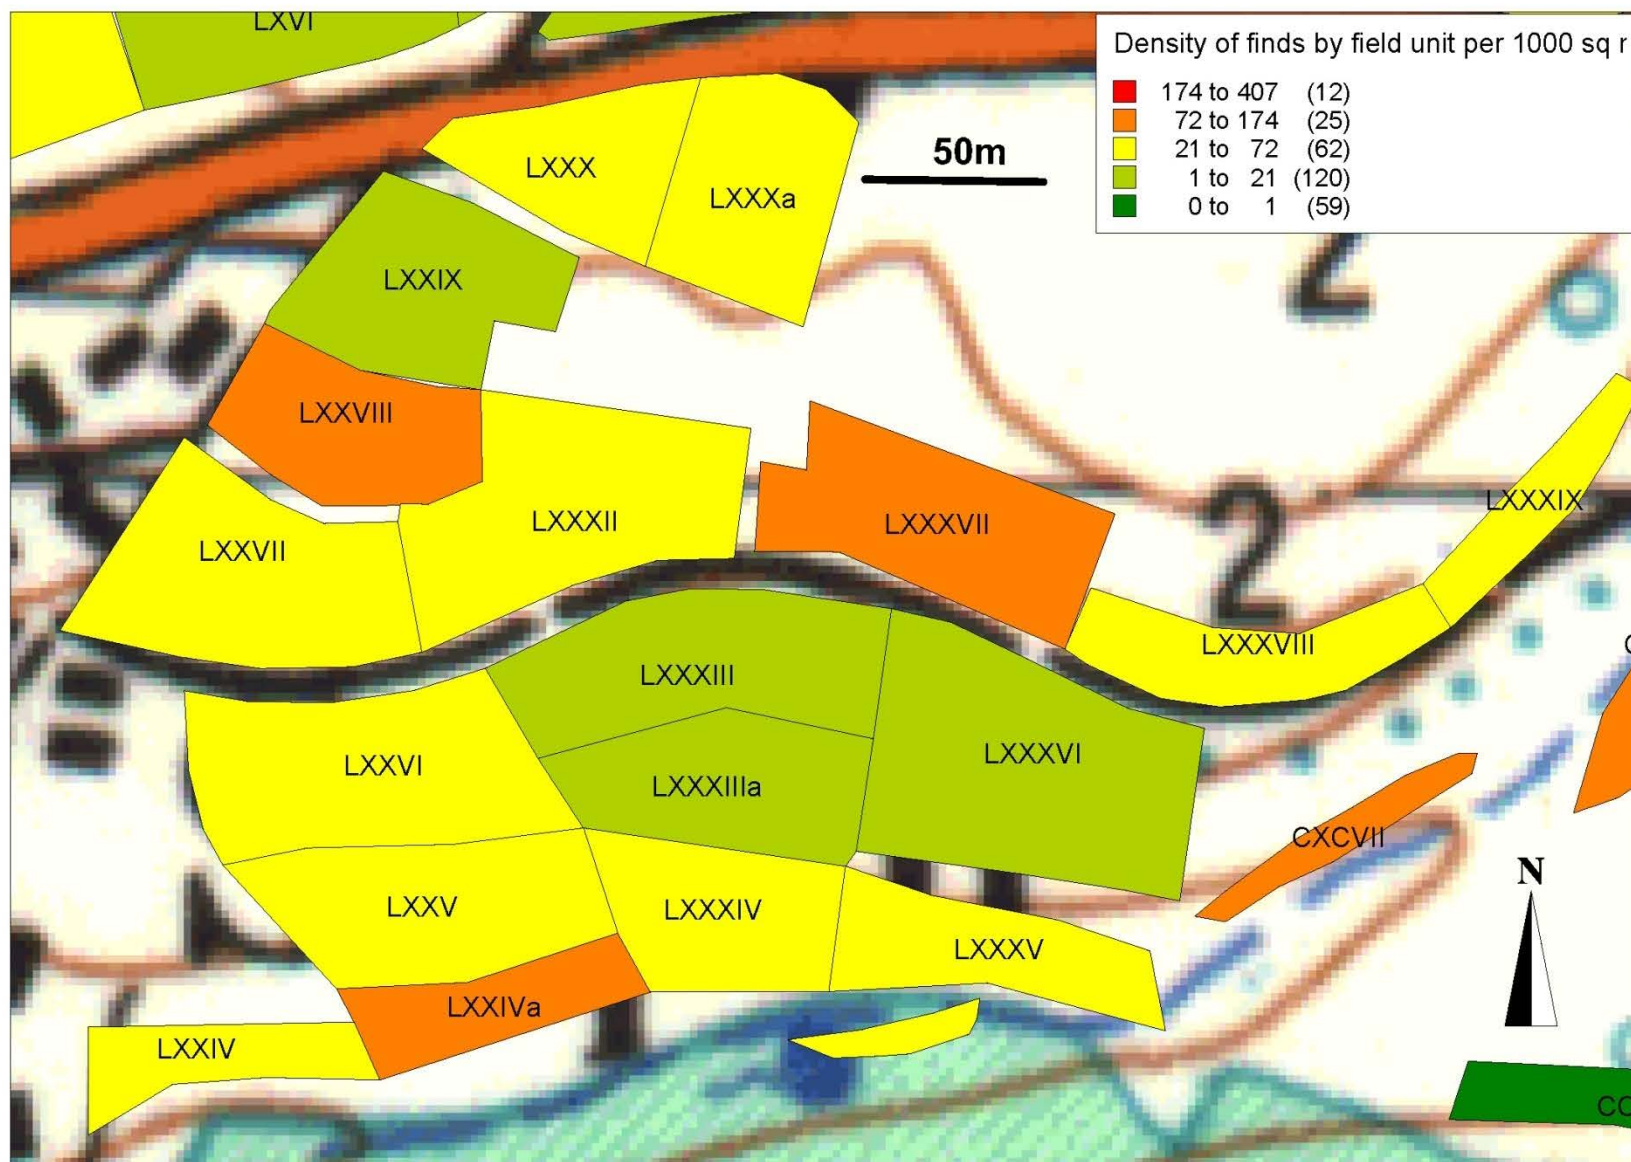 LXVI
Density of finds by field unit per 1000 sq
174 to 407 (12)
72 to 174 (25)
21 to 72 (62)
1 to 21 (120)
0 to 1 (59)
50m
LXXX
LXXXa
LXXIX
LXXVIII
LXXXII
LXXXVII
LXXXIX
LXXVII
2
2
LXXXVIII
LXXXIII
LXXVI
LXXXVI
LXXXIIIa
CXCVII
N
LXXV
LXXXIV
LXXXV
LXXIVa
LXXIV